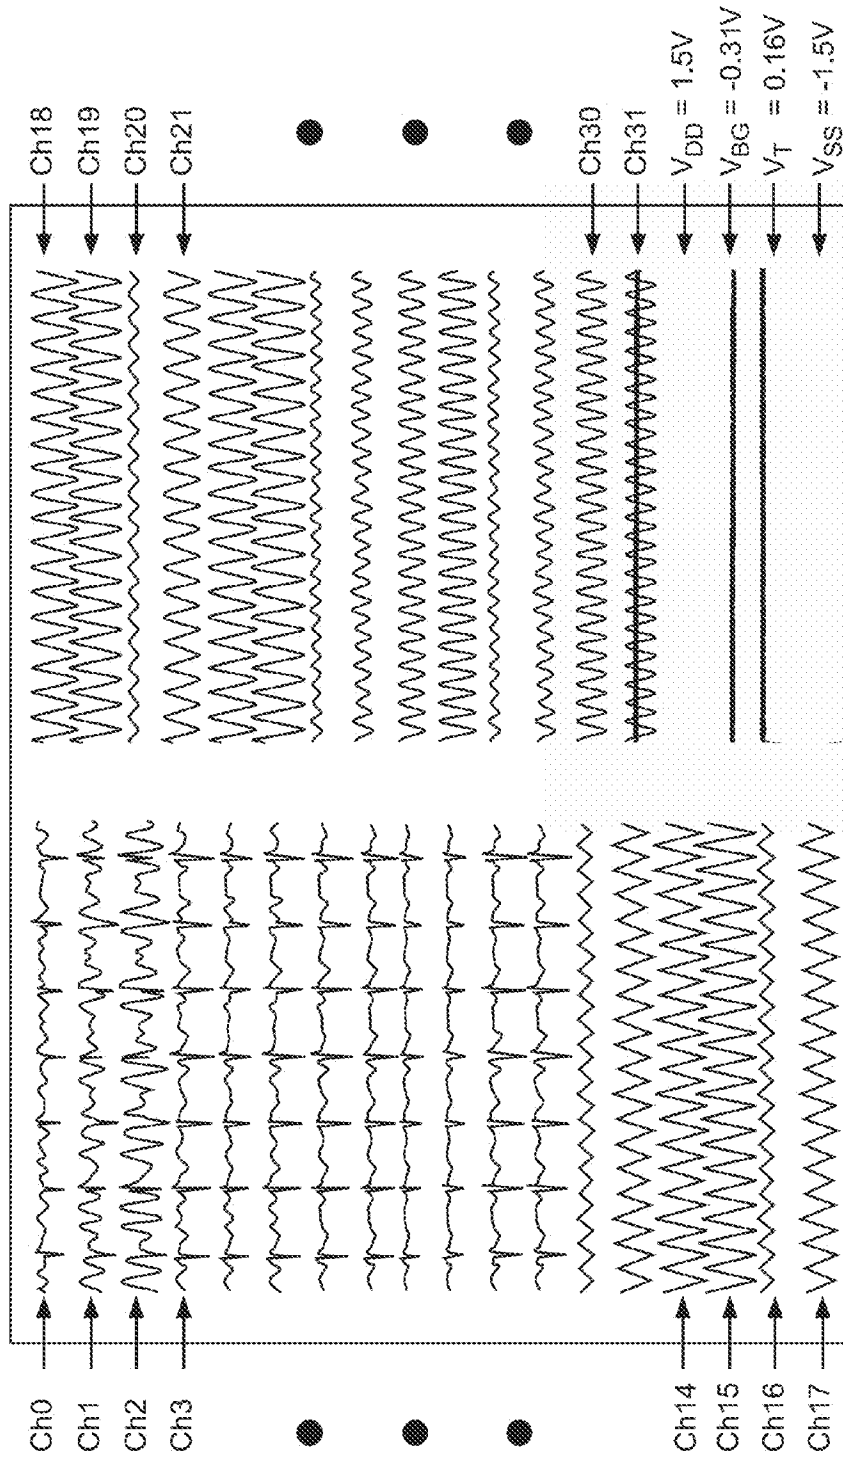 Ch18
Ch19
Ch20
Ch21
Ch30
Ch31
V_DD = 1.5V
V_BG = -0.31V
V_T = 0.16V
V_SS = -1.5V
Ch0
Ch1
Ch2
Ch3
Ch14
Ch15
Ch16
Ch17